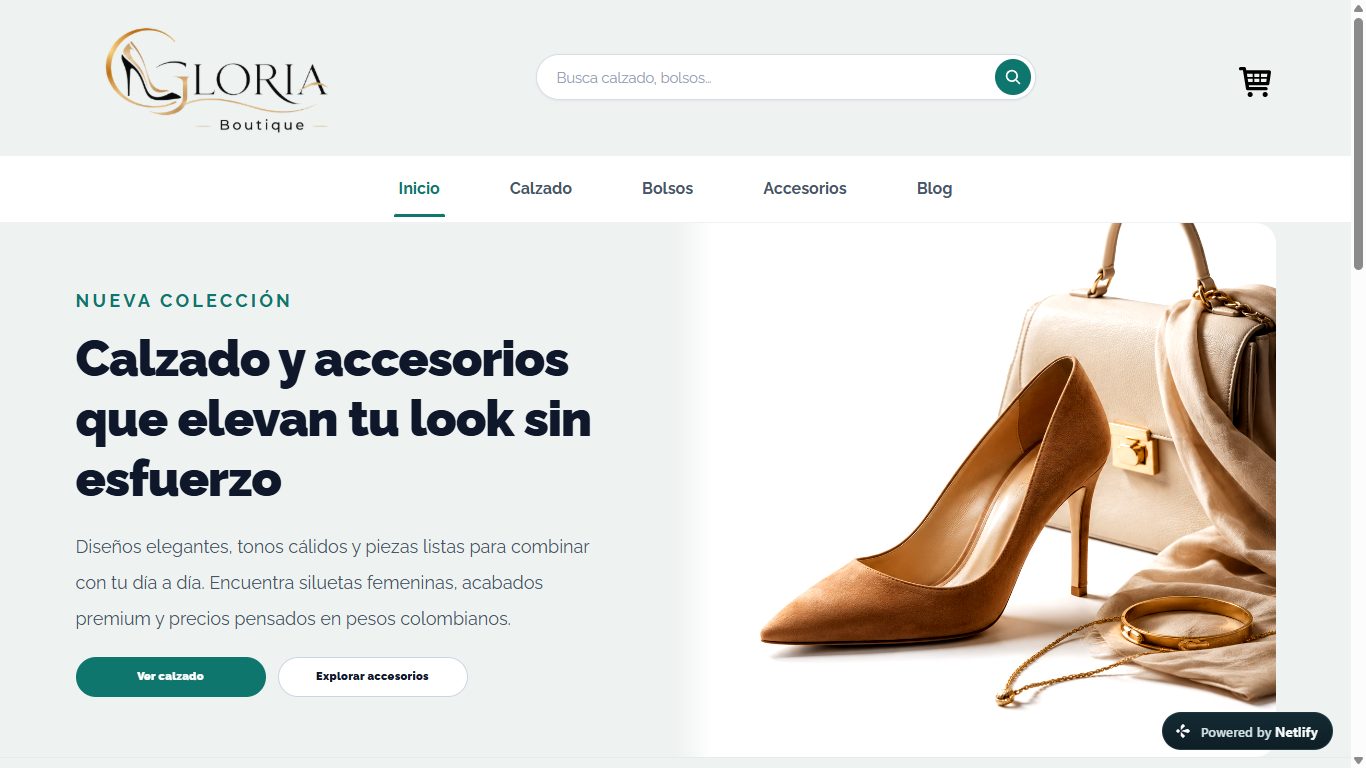 GLORIA
Boutique
Busca calzado, bolsos...
Inicio
Calzado
Bolsos
Accesorios
Blog
NUEVA COLECCIÓN
Calzado y accesorios
que elevan tu look sin
esfuerzo
Diseños elegantes, tonos cálidos y piezas listas para combinar
con tu día a día. Encuentra siluetas femeninas, acabados
premium y precios pensados en pesos colombianos.
Ver calzado
Explorar accesorios
Powered by Netlify